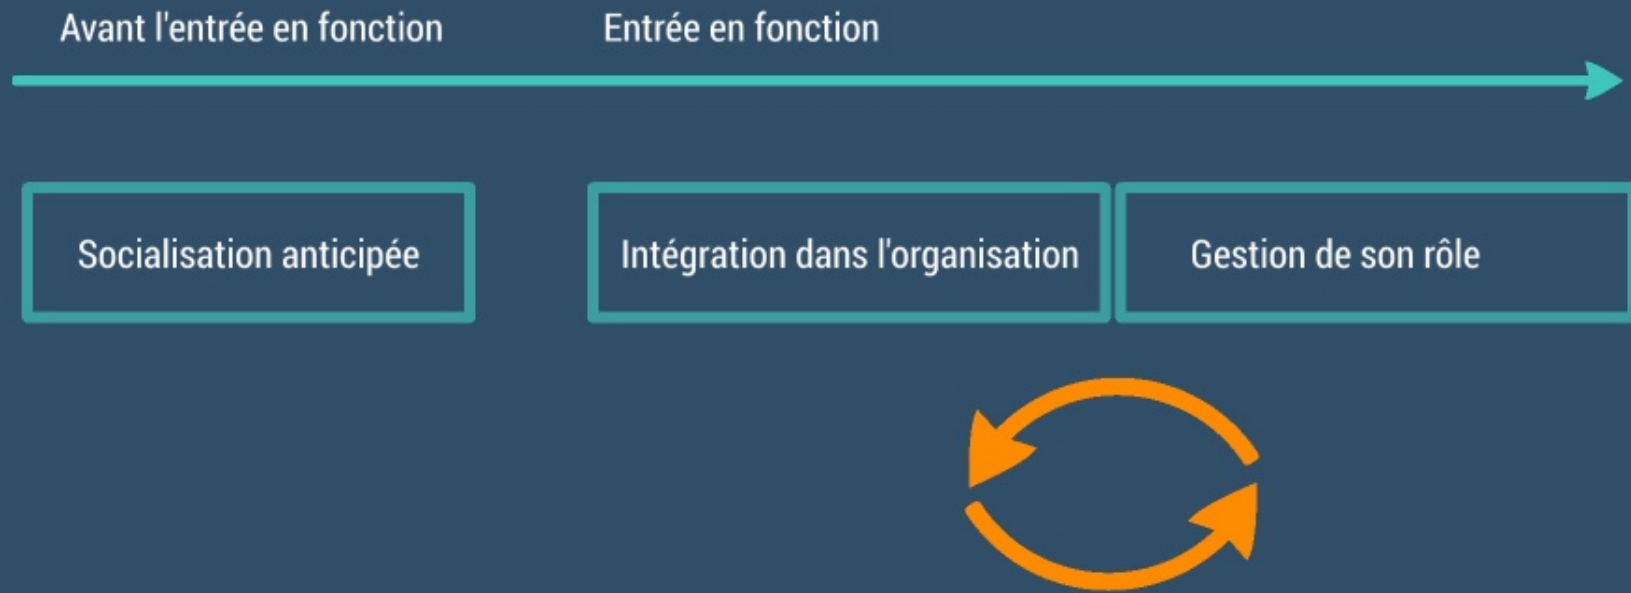 Avant l'entrée en fonction
Entrée en fonction
Socialisation anticipée
Intégration dans l'organisation
Gestion de son rôle